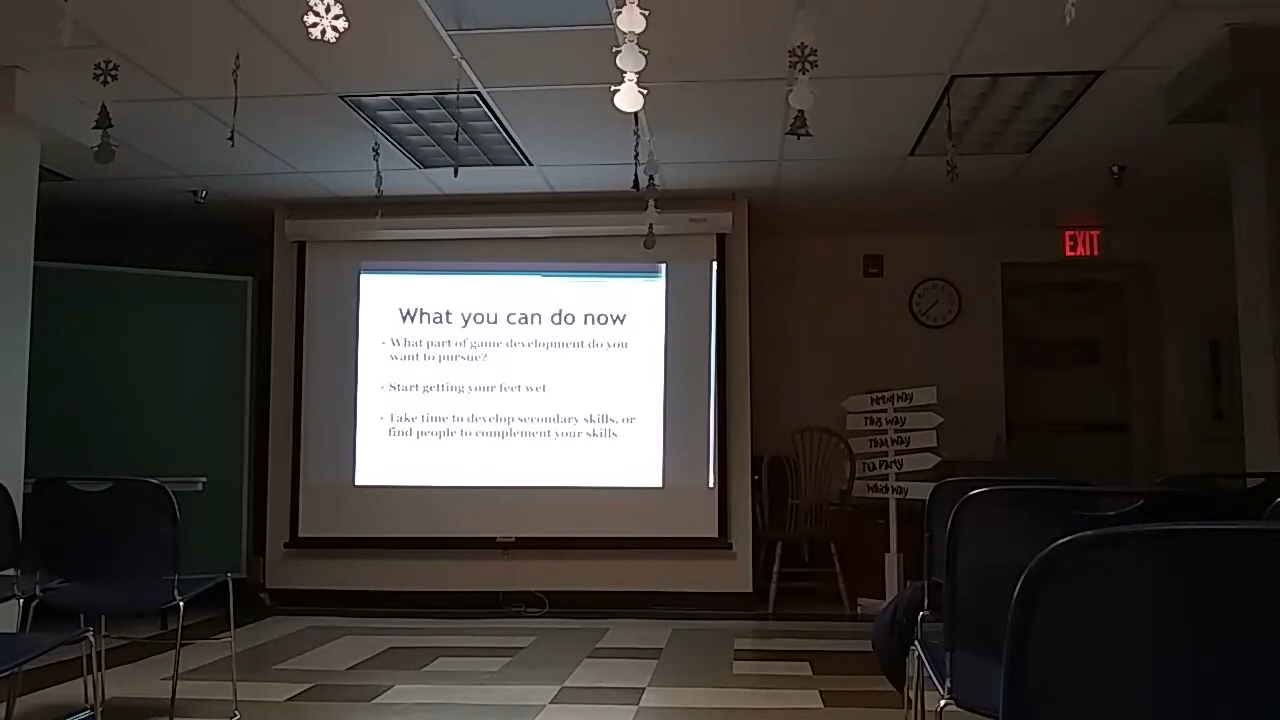 What you can do now
• What part of game development do you
want to pursue?
• Start getting your feet wet
• Take time to develop secondary skills, or
find people to complement your skills
EXIT
Way
This way
That Way
Tea Party
Which Way